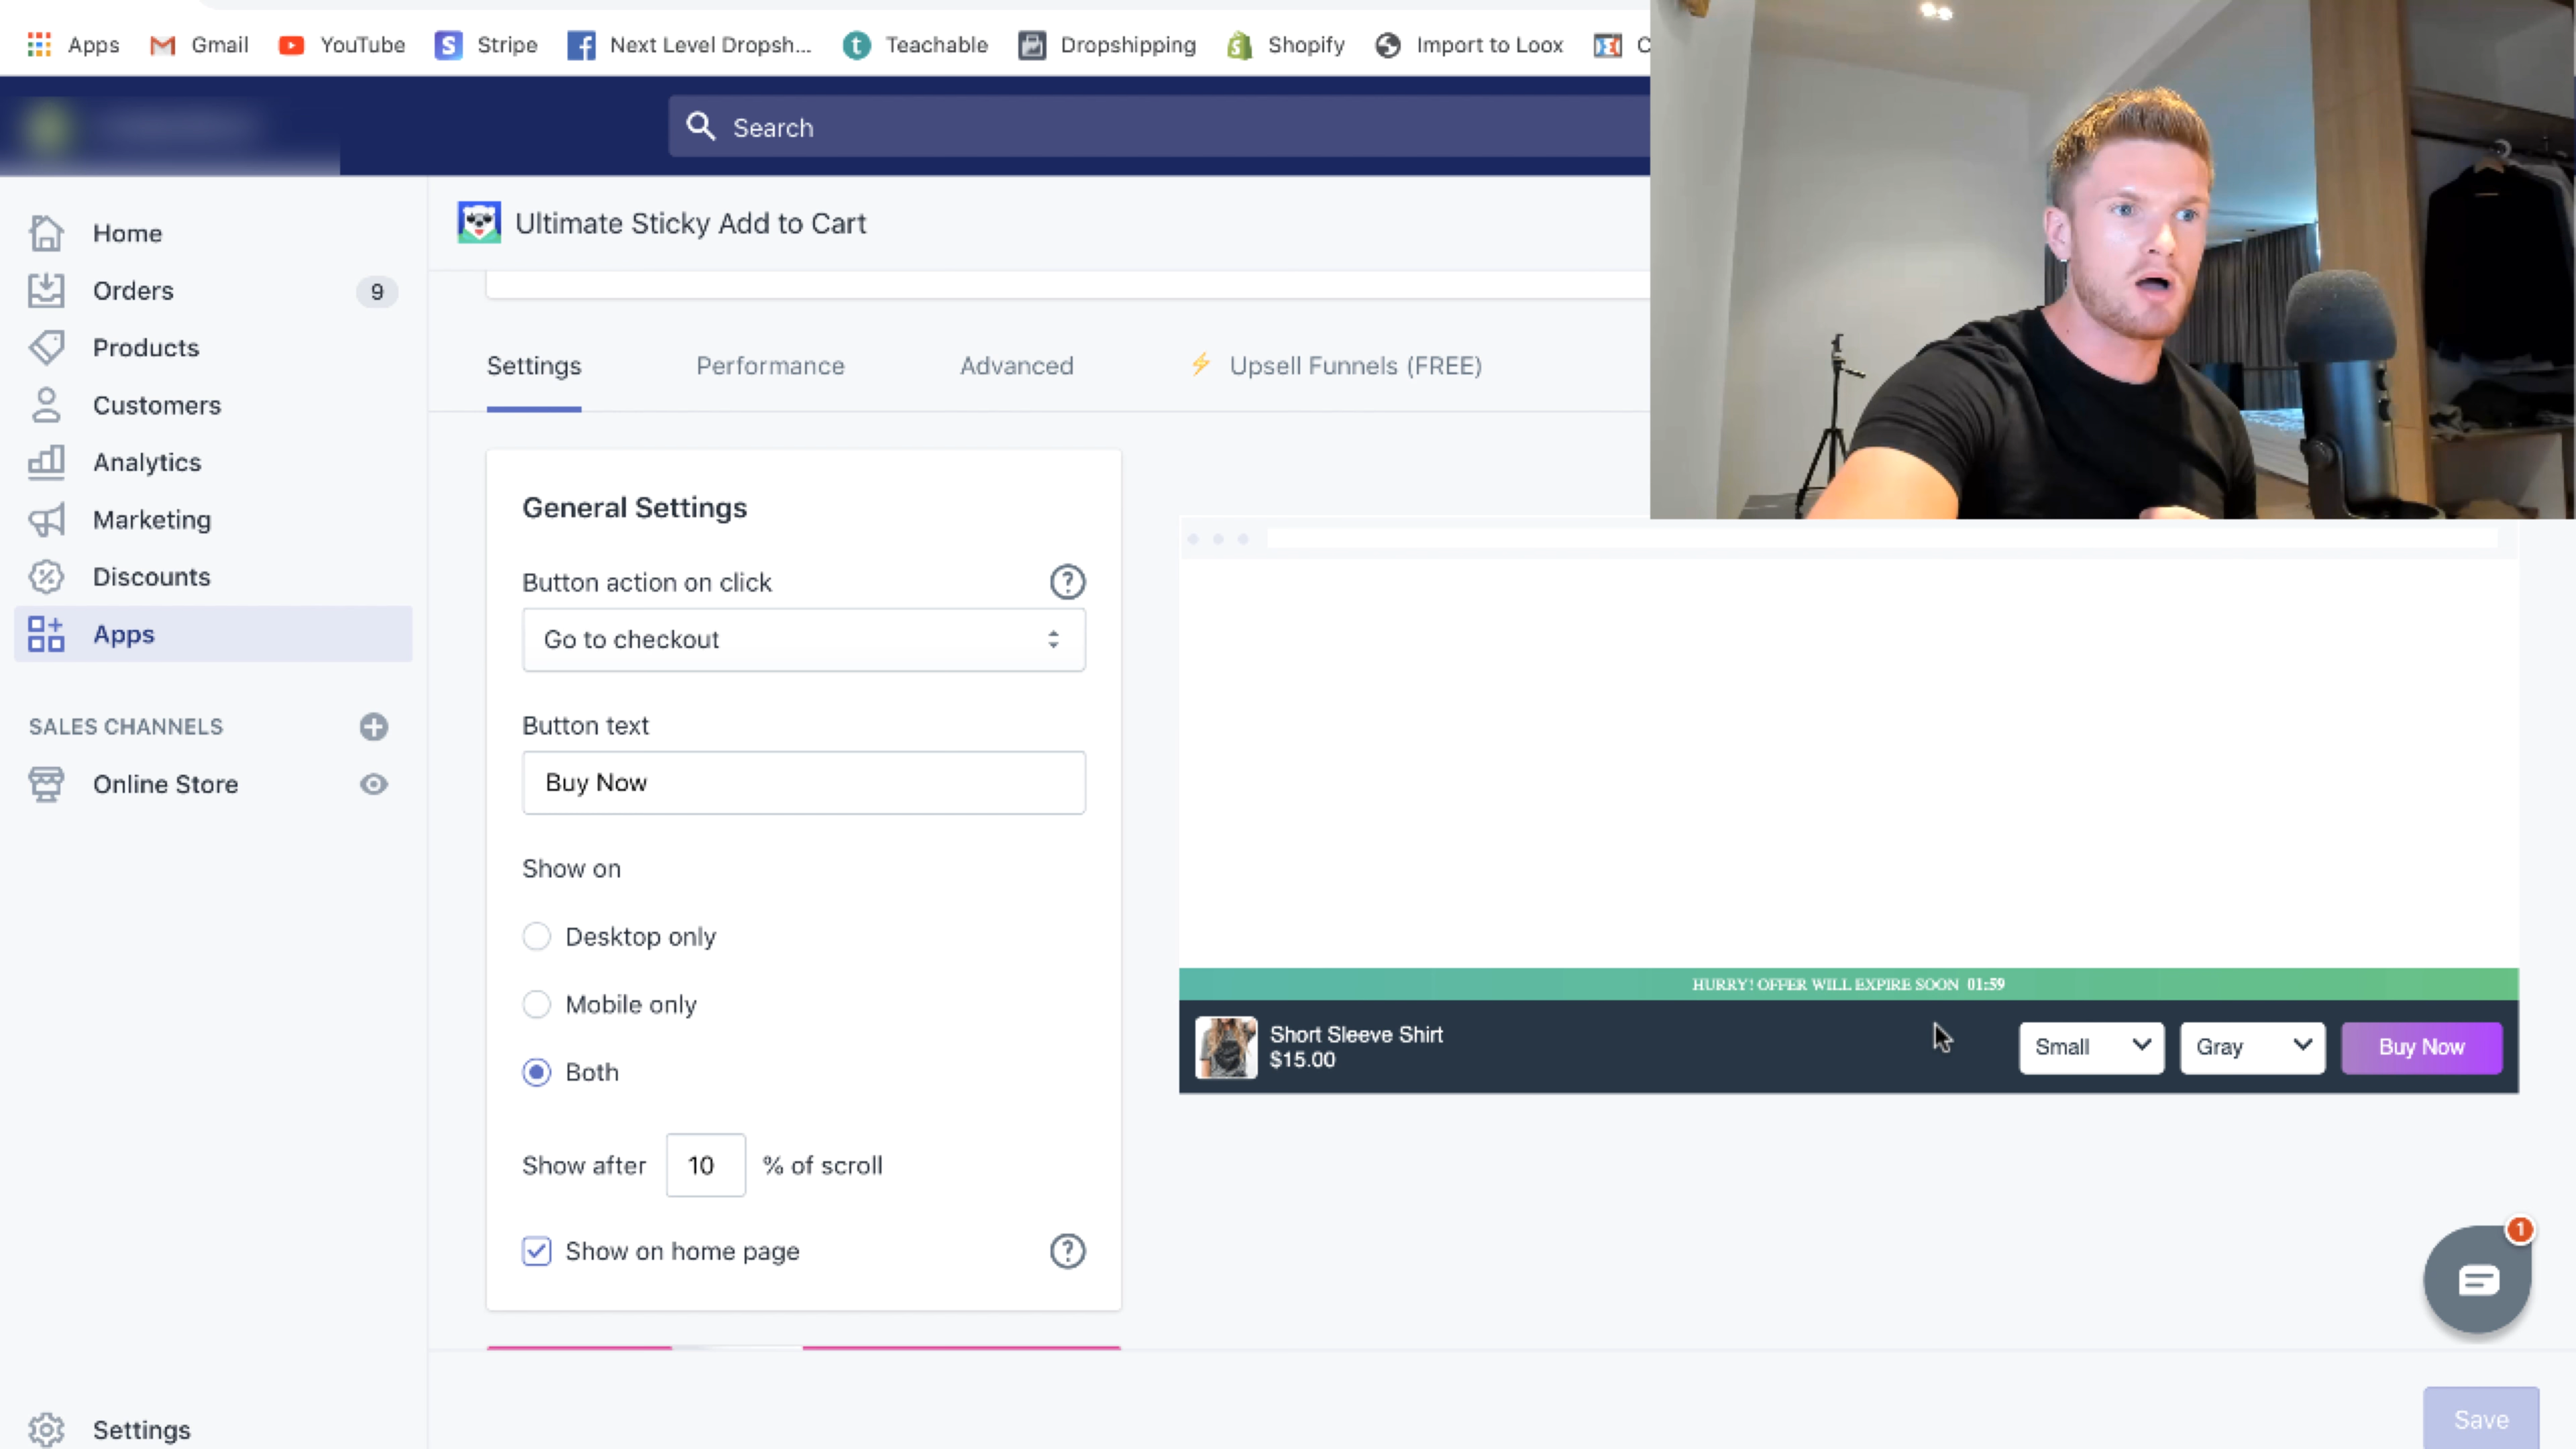 Apps Gmail YouTube Stripe Next Level Dropsh... Teachable Dropshipping Shopify Import to Loox C
Search
Ultimate Sticky Add to Cart
Home
Orders 9
Products
Customers
Analytics
Marketing
Discounts
Apps
SALES CHANNELS
Online Store
Settings
Settings Performance Advanced Upsell Funnels (FREE)
General Settings
Button action on click
Go to checkout
Button text
Buy Now
Show on
Desktop only
Mobile only
Both
Show after 10 % of scroll
Show on home page
HURRY! OFFER WILL EXPIRE SOON 01:59
Short Sleeve Shirt
$15.00
Small Gray Buy Now
1
Save